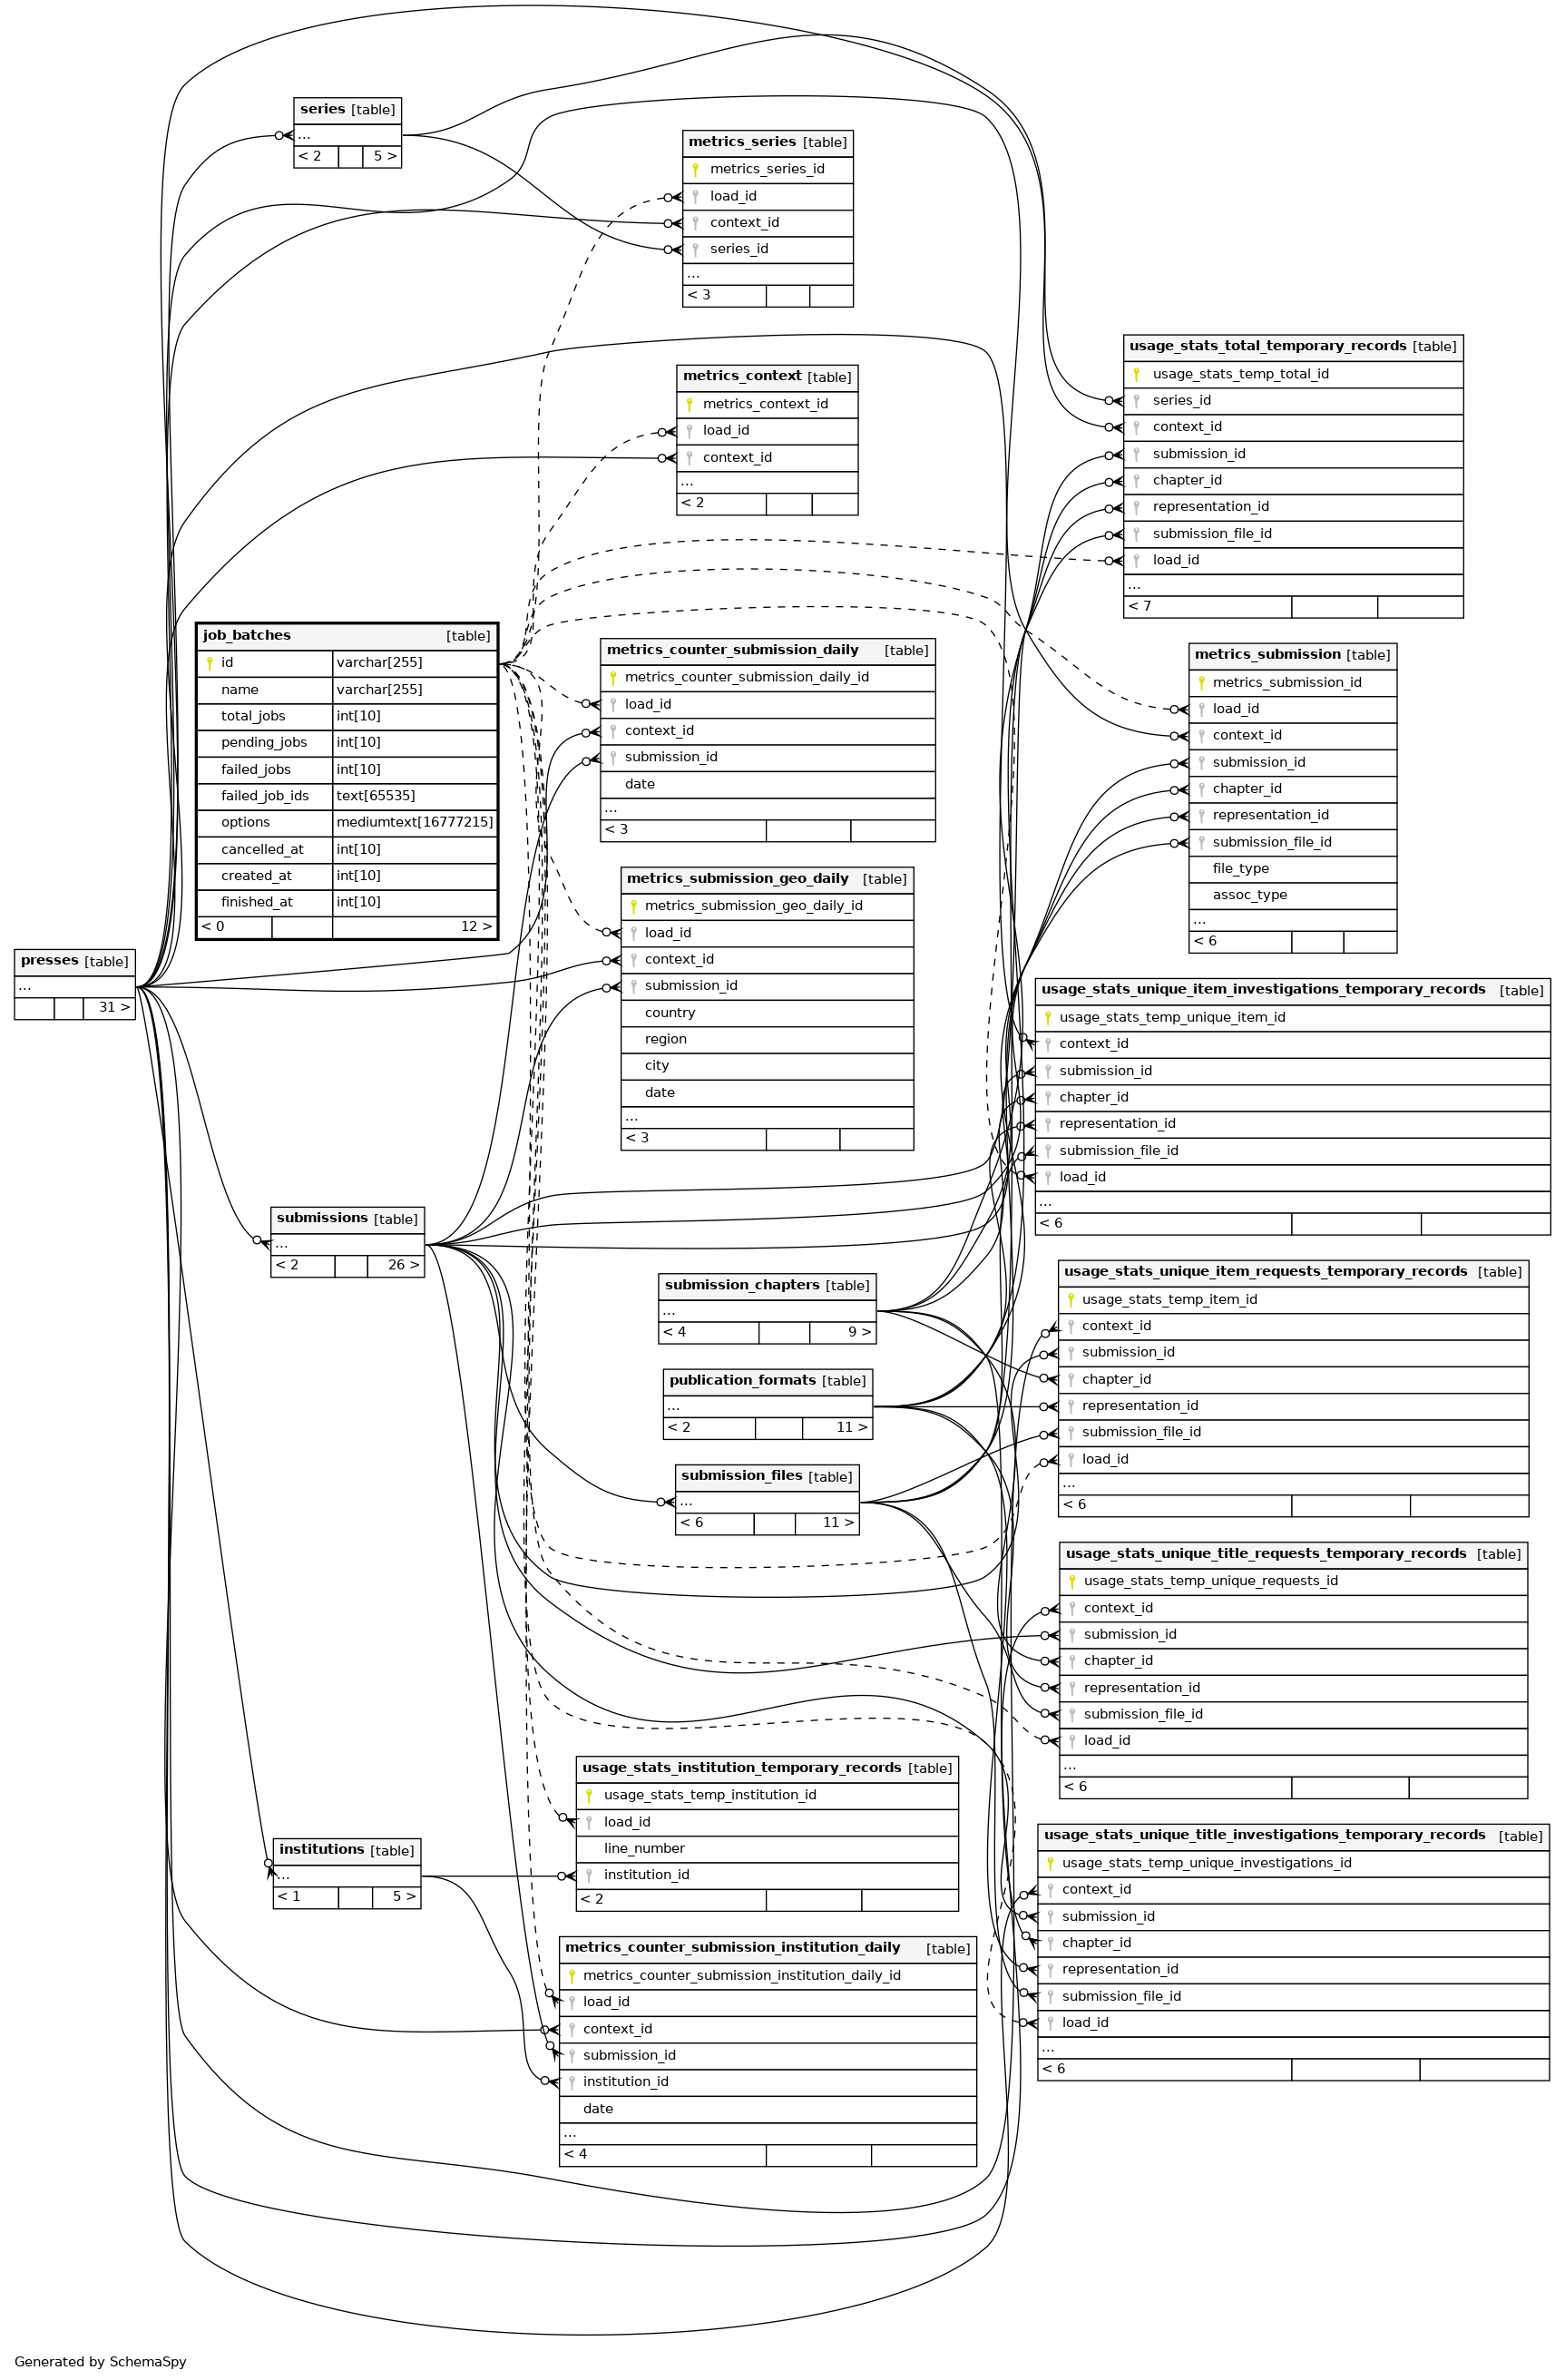 series [table]
...
< 2 5 >
metrics_series [table]
metrics_series_id
load_id
context_id
series_id
...
< 3
usage_stats_total_temporary_records [table]
usage_stats_temp_total_id
series_id
context_id
submission_id
chapter_id
representation_id
submission_file_id
load_id
...
< 7
metrics_context [table]
metrics_context_id
load_id
context_id
...
< 2
job_batches [table]
id varchar[255]
name varchar[255]
total_jobs int[10]
pending_jobs int[10]
failed_jobs int[10]
failed_job_ids text[65535]
options mediumtext[16777215]
cancelled_at int[10]
created_at int[10]
finished_at int[10]
< 0 12 >
metrics_counter_submission_daily [table]
metrics_counter_submission_daily_id
load_id
context_id
submission_id
date
...
< 3
metrics_submission [table]
metrics_submission_id
load_id
context_id
submission_id
chapter_id
representation_id
submission_file_id
file_type
assoc_type
...
< 6
metrics_submission_geo_daily [table]
metrics_submission_geo_daily_id
load_id
context_id
submission_id
country
region
city
date
...
< 3
presses [table]
...
31 >
usage_stats_unique_item_investigations_temporary_records [table]
usage_stats_temp_unique_item_id
context_id
submission_id
chapter_id
representation_id
submission_file_id
load_id
...
< 6
submissions [table]
...
< 2 26 >
submission_chapters [table]
...
< 4 9 >
usage_stats_unique_item_requests_temporary_records [table]
usage_stats_temp_item_id
context_id
submission_id
chapter_id
representation_id
submission_file_id
load_id
...
< 6
publication_formats [table]
...
< 2 11 >
submission_files [table]
...
< 6 11 >
usage_stats_unique_title_requests_temporary_records [table]
usage_stats_temp_unique_requests_id
context_id
submission_id
chapter_id
representation_id
submission_file_id
load_id
...
< 6
usage_stats_institution_temporary_records [table]
usage_stats_temp_institution_id
load_id
line_number
institution_id
< 2
institutions [table]
...
< 1 5 >
usage_stats_unique_title_investigations_temporary_records [table]
usage_stats_temp_unique_investigations_id
context_id
submission_id
chapter_id
representation_id
submission_file_id
load_id
...
< 6
metrics_counter_submission_institution_daily [table]
metrics_counter_submission_institution_daily_id
load_id
context_id
submission_id
institution_id
date
...
< 4
Generated by SchemaSpy